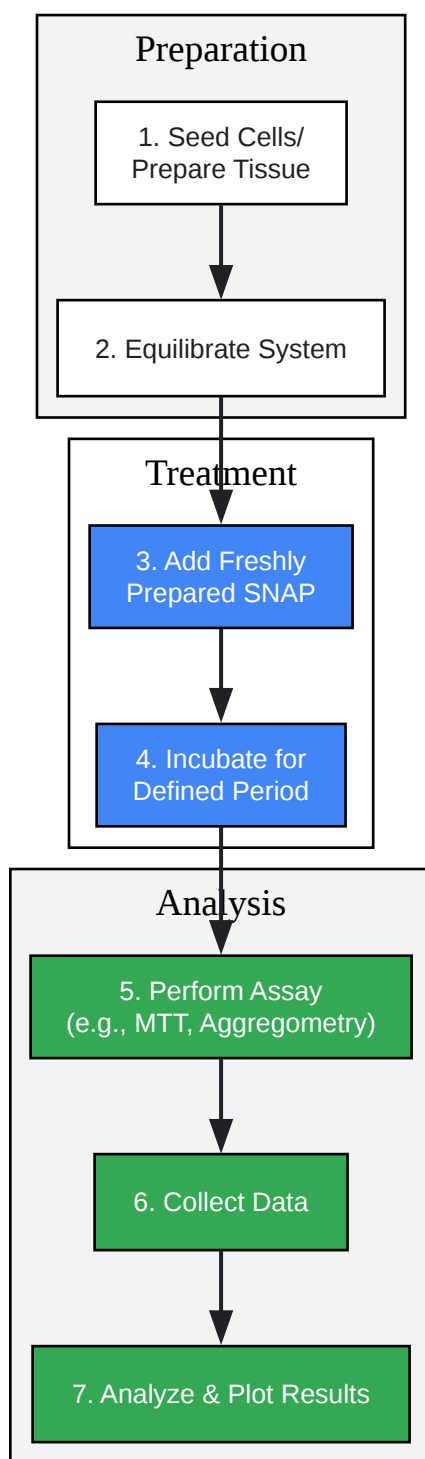 Preparation
1. Seed Cells/
Prepare Tissue
2. Equilibrate System
Treatment
3. Add Freshly
Prepared SNAP
4. Incubate for
Defined Period
Analysis
5. Perform Assay
(e.g., MTT, Aggregometry)
6. Collect Data
7. Analyze & Plot Results